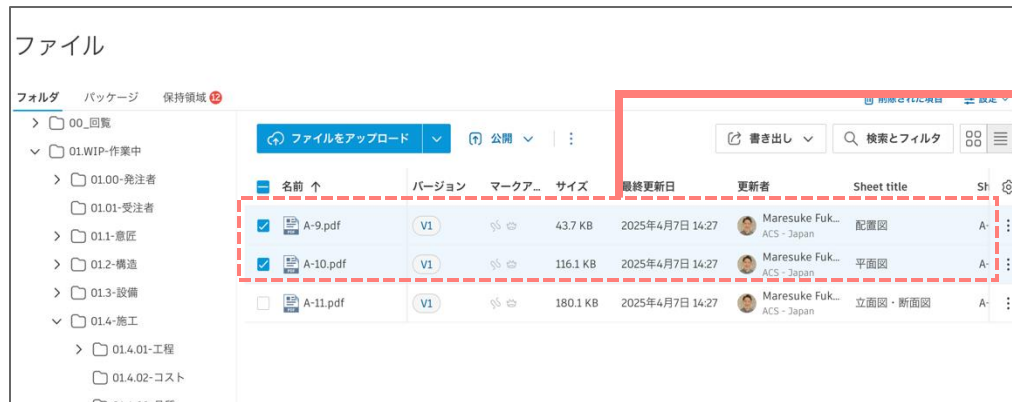 ファイル
フォルダ パッケージ 保持領域 12
削除された項目 設定
00_回覧
01.WIP-作業中
01.00-発注者
01.01-受注者
01.1-意匠
01.2-構造
01.3-設備
01.4-施工
01.4.01-工程
01.4.02-コスト
ファイルをアップロード 公開 書き出し 検索とフィルタ
名前 バージョン マークア... サイズ 最終更新日 更新者 Sheet title Sh
A-9.pdf V1 43.7 KB 2025年4月7日 14:27 Maresuke Fuk... ACS - Japan 配置図 A-
A-10.pdf V1 116.1 KB 2025年4月7日 14:27 Maresuke Fuk... ACS - Japan 平面図 A-
A-11.pdf V1 180.1 KB 2025年4月7日 14:27 Maresuke Fuk... ACS - Japan 立面図・断面図 A-